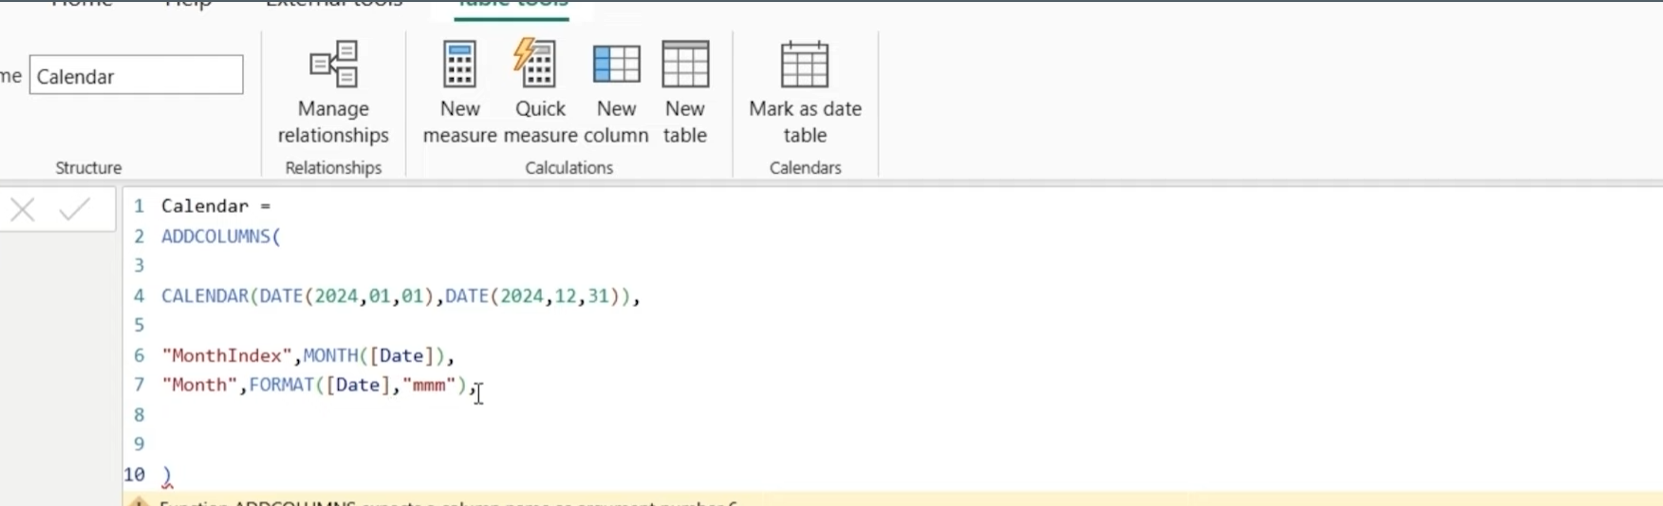 Home Help External tools Table tools
me Calendar
Manage relationships
New measure
Quick measure
New column
New table
Mark as date table
Structure
Relationships
Calculations
Calendars
1 Calendar =
2 ADDCOLUMNS(
3
4 CALENDAR(DATE(2024,01,01),DATE(2024,12,31)),
5
6 "MonthIndex",MONTH([Date]),
7 "Month",FORMAT([Date],"mmm"),
8
9
10 )
Function ADDCOLUMNS expects a column name as argument number 6